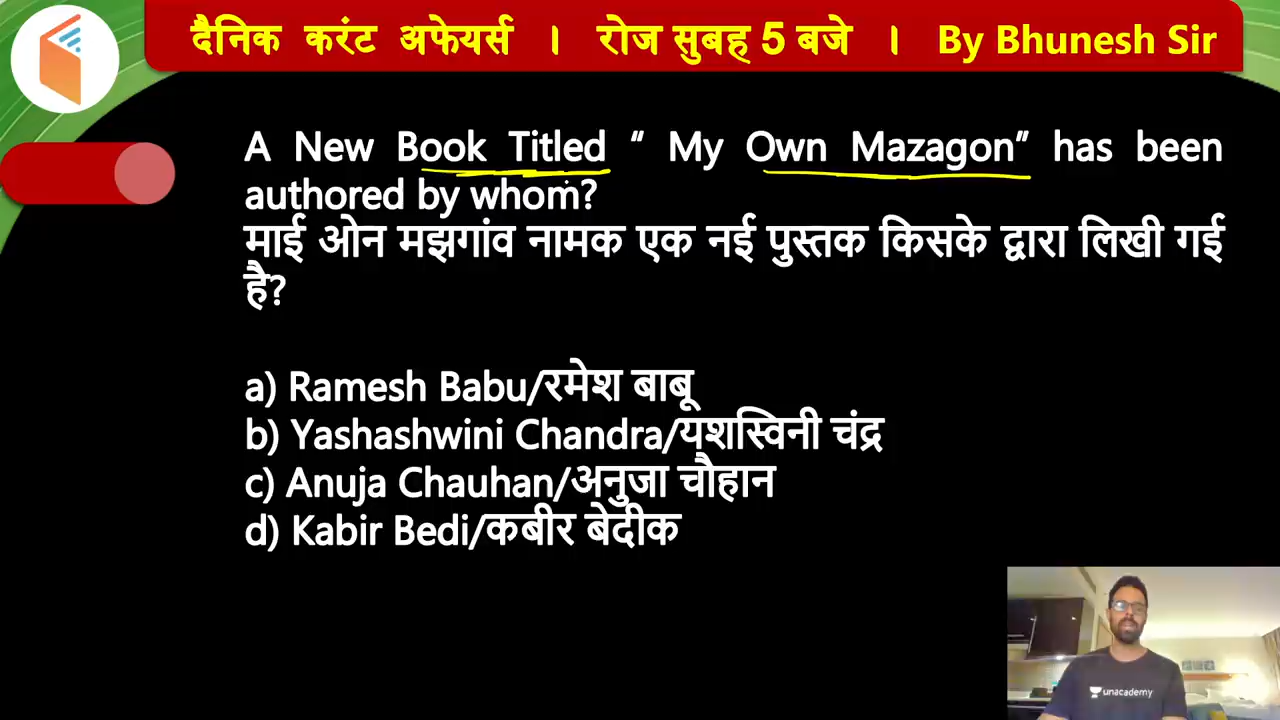 दैनिक करंट अफेयर्स । रोज सुबह 5 बजे । By Bhunesh Sir
A New Book Titled “ My Own Mazagon” has been
authored by whom?
माई ओन मझगांव नामक एक नई पुस्तक किसके द्वारा लिखी गई
है?
a) Ramesh Babu/रमेश बाबू
b) Yashashwini Chandra/यशस्विनी चंद्र
c) Anuja Chauhan/अनुजा चौहान
d) Kabir Bedi/कबीर बेदीक
unacademy